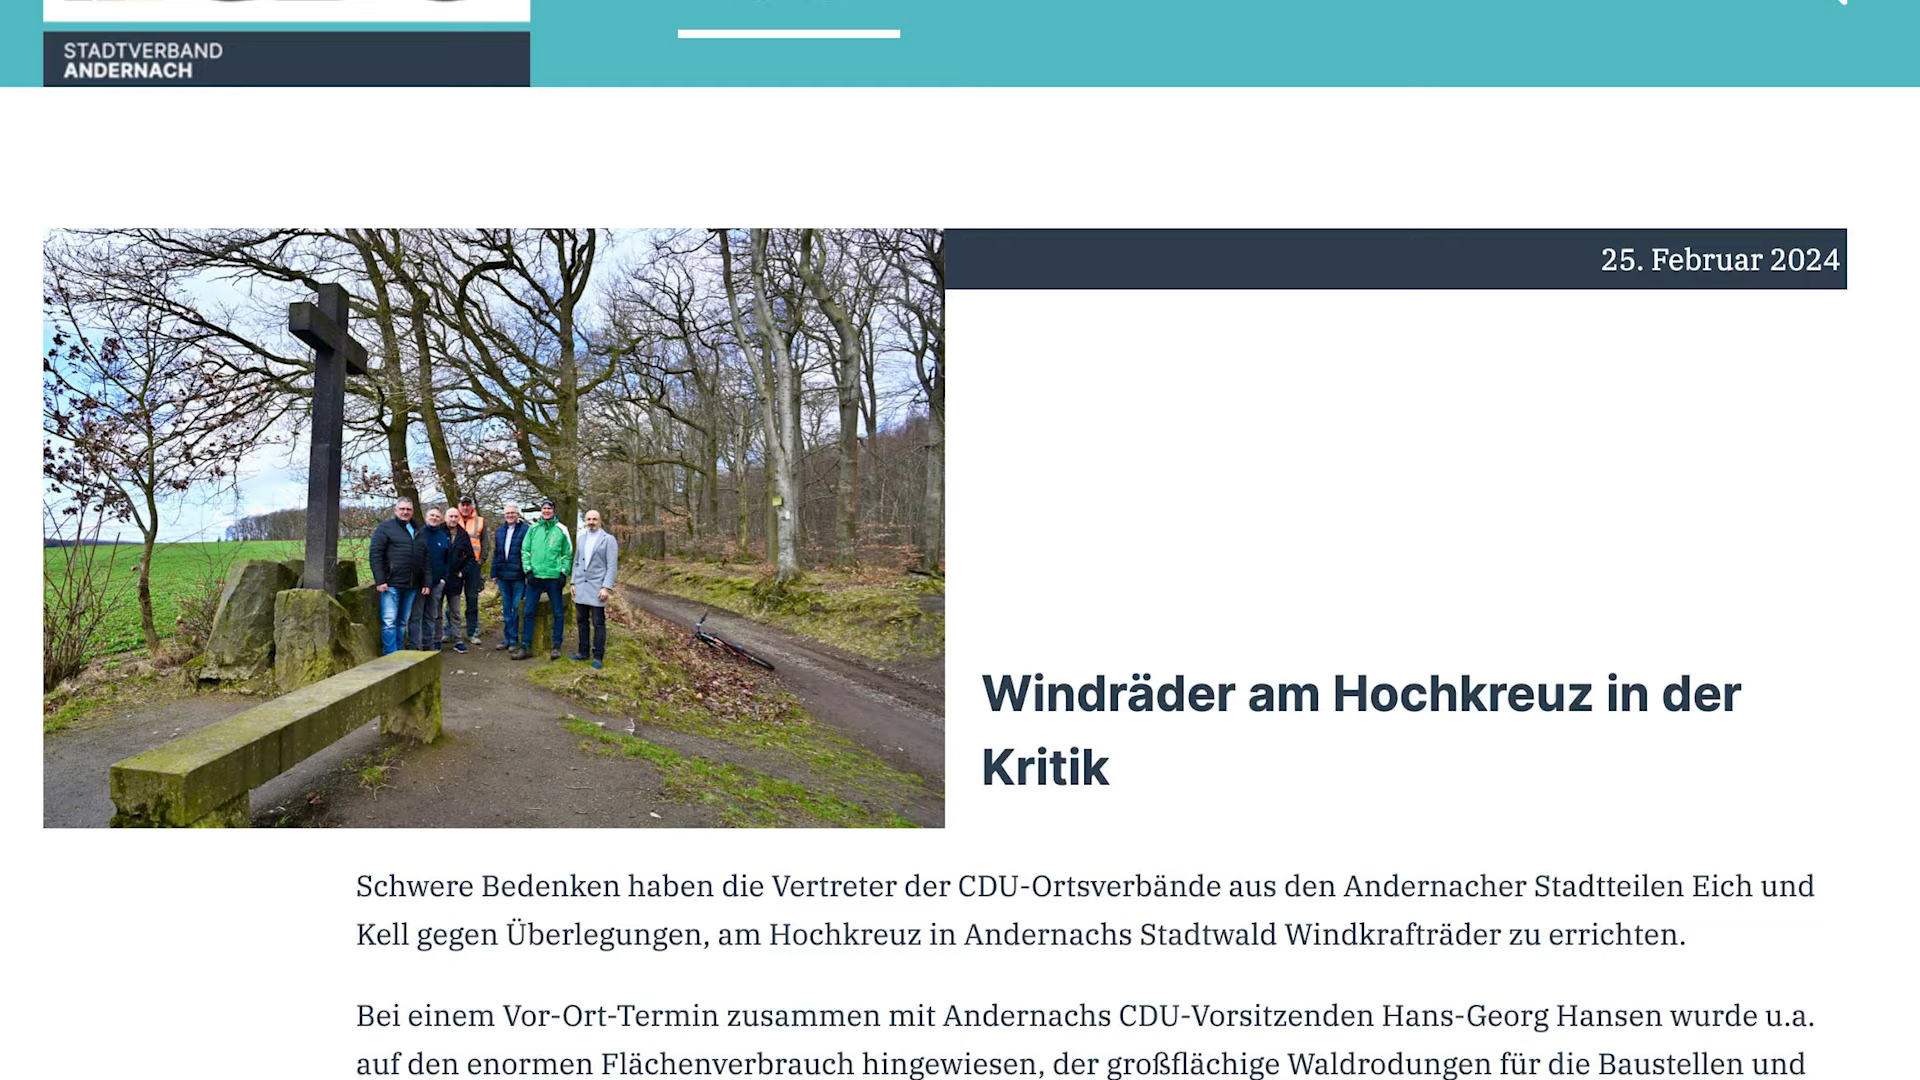 STADTVERBAND
ANDERNACH
25. Februar 2024
Windräder am Hochkreuz in der
Kritik
Schwere Bedenken haben die Vertreter der CDU-Ortsverbände aus den Andernacher Stadtteilen Eich und
Kell gegen Überlegungen, am Hochkreuz in Andernachs Stadtwald Windkrafträder zu errichten.
Bei einem Vor-Ort-Termin zusammen mit Andernachs CDU-Vorsitzenden Hans-Georg Hansen wurde u.a.
auf den enormen Flächenverbrauch hingewiesen, der großflächige Waldrodungen für die Baustellen und